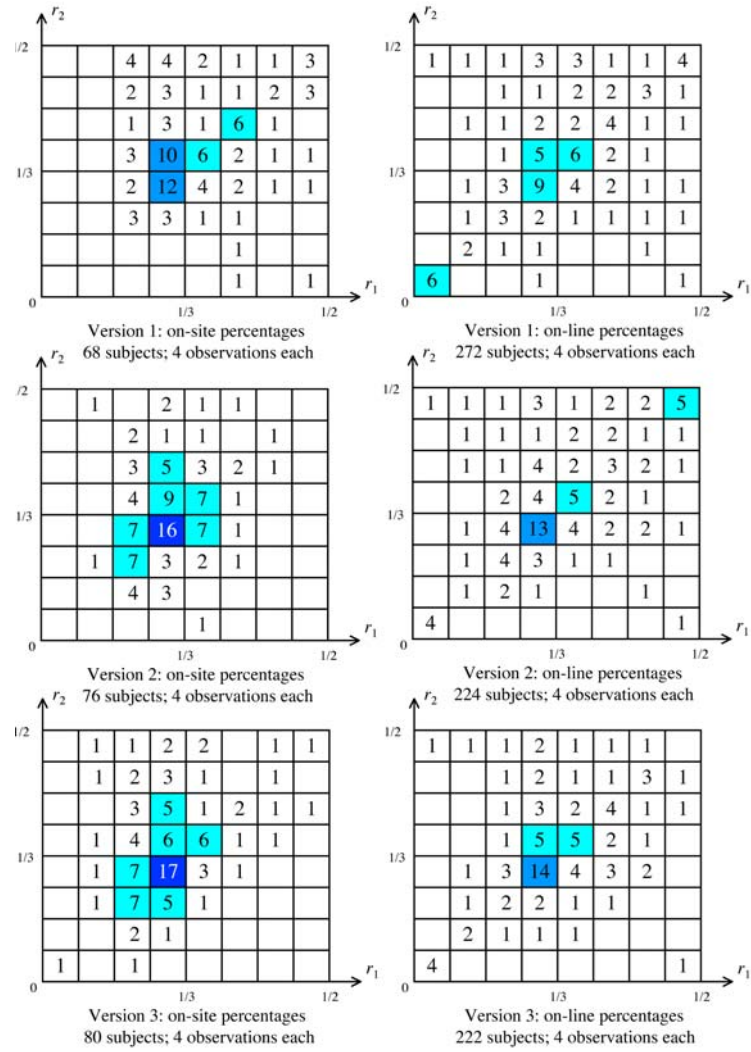 r₂
1/2
4 4 2 1 1 3
2 3 1 1 2 3
1 3 1 6 1
3 10 6 2 1 1
1/3
2 12 4 2 1 1
3 3 1 1
1
1 1
0
r₁
1/3
1/2
Version 1: on-site percentages
68 subjects; 4 observations each
r₂
1/2
1 1 1 3 3 1 1 4
1 1 2 2 3 1
1 1 2 2 4 1 1
1 5 6 2 1
1/3
1 3 9 4 2 1 1
1 3 2 1 1 1 1
2 1 1 1
6 1 1
0
r₁
1/3
1/2
Version 1: on-line percentages
272 subjects; 4 observations each
r₂
/2
1 2 1 1
2 1 1 1
3 5 3 2 1
4 9 7 1
1/3
7 16 7 1
1 7 3 2 1
4 3
1
0
r₁
1/3
1/2
Version 2: on-site percentages
76 subjects; 4 observations each
r₂
1/2
1 1 1 3 1 2 2 5
1 1 1 2 2 1 1
1 1 4 2 3 2 1
2 4 5 2 1
1/3
1 4 13 4 2 2 1
1 4 3 1 1
1 2 1 1
4 1
0
r₁
1/3
1/2
Version 2: on-line percentages
224 subjects; 4 observations each
r₂
1/2
1 1 2 2 1 1
1 2 3 1 1
3 5 1 2 1 1
1 4 6 6 1 1
1/3
1 7 17 3 1
1 7 5 1
2 1
1 1
0
r₁
1/3
1/2
Version 3: on-site percentages
80 subjects; 4 observations each
r₂
1/2
1 1 1 2 1 1 1
1 2 1 1 3 1
1 3 2 4 1 1
1 5 5 2 1
1/3
1 3 14 4 3 2
1 2 2 1 1
2 1 1 1
4 1
0
r₁
1/3
1/2
Version 3: on-line percentages
222 subjects; 4 observations each